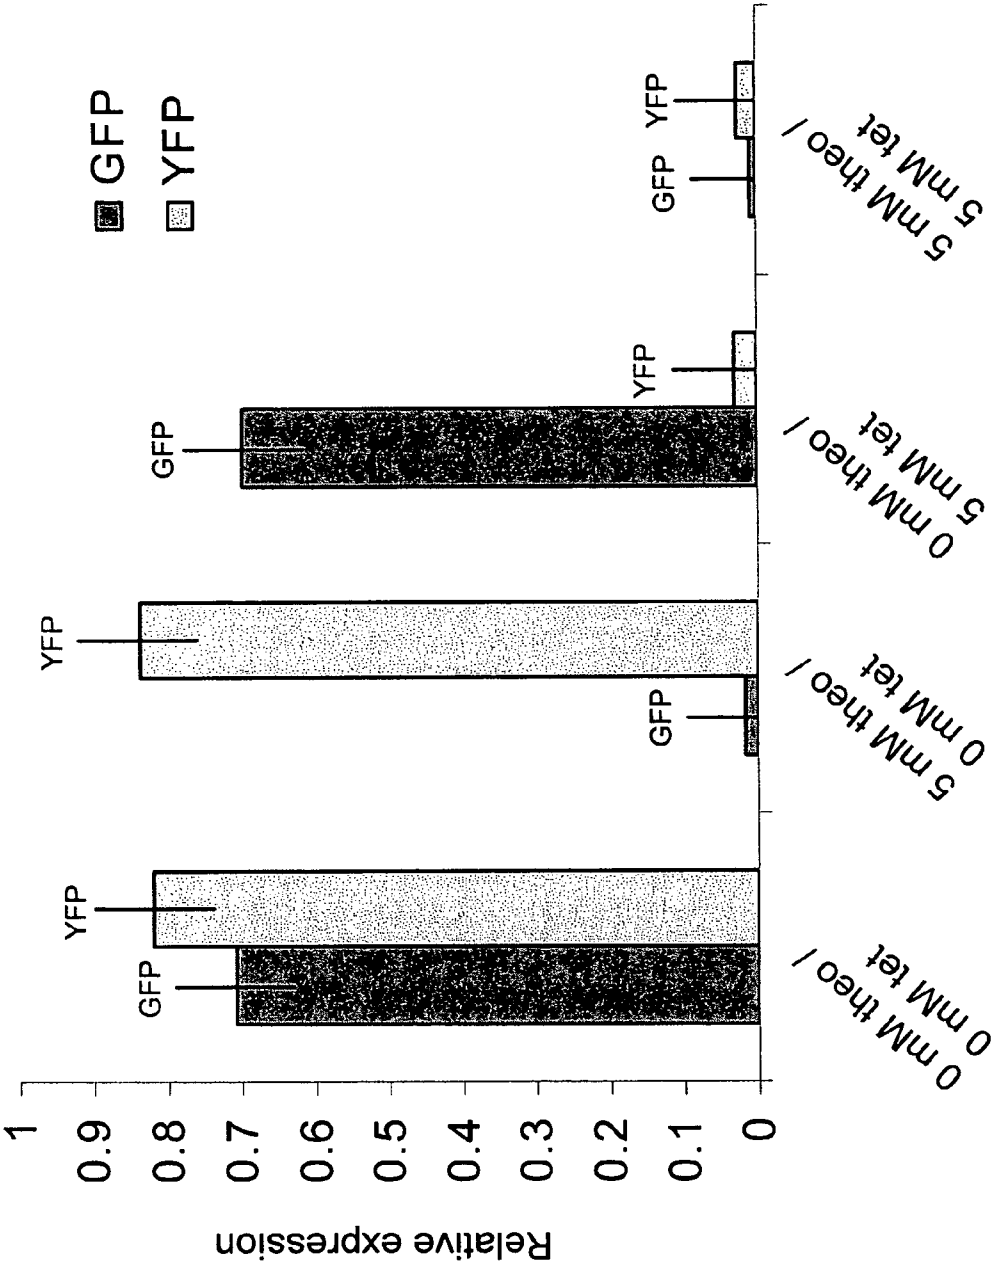 Relative expression
1
0.9
0.8
0.7
0.6
0.5
0.4
0.3
0.2
0.1
0
GFP
YFP
GFP
YFP
GFP
YFP
GFP
YFP
GFP
YFP
0 mM theo /
0 mM tet
5 mM theo /
0 mM tet
0 mM theo /
5 mM tet
5 mM theo /
5 mM tet